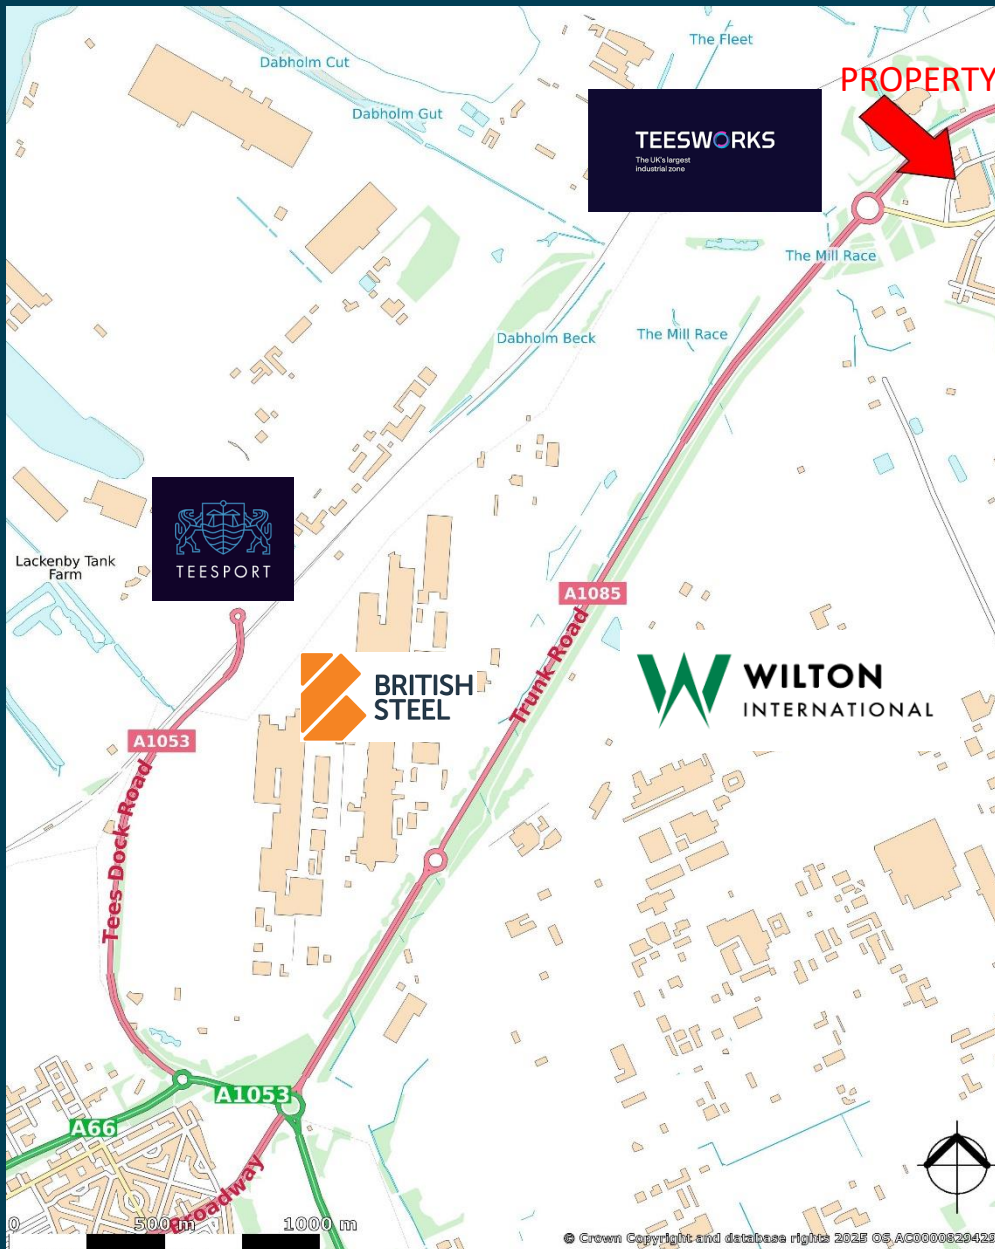 The Fleet
Dabholm Cut
PROPERTY
Dabholm Gut
TEESWORKS
The UK's largest
industrial zone
The Mill Race
Dabholm Beck
The Mill Race
TEESPORT
Lackenby Tank
Farm
A1085
Trunk Road
BRITISH
STEEL
WILTON
INTERNATIONAL
A1053
Tees Dock Road
A1053
A66
Broadway
0
500 m
1000 m
© Crown Copyright and database rights 2025 OS AC0000829429